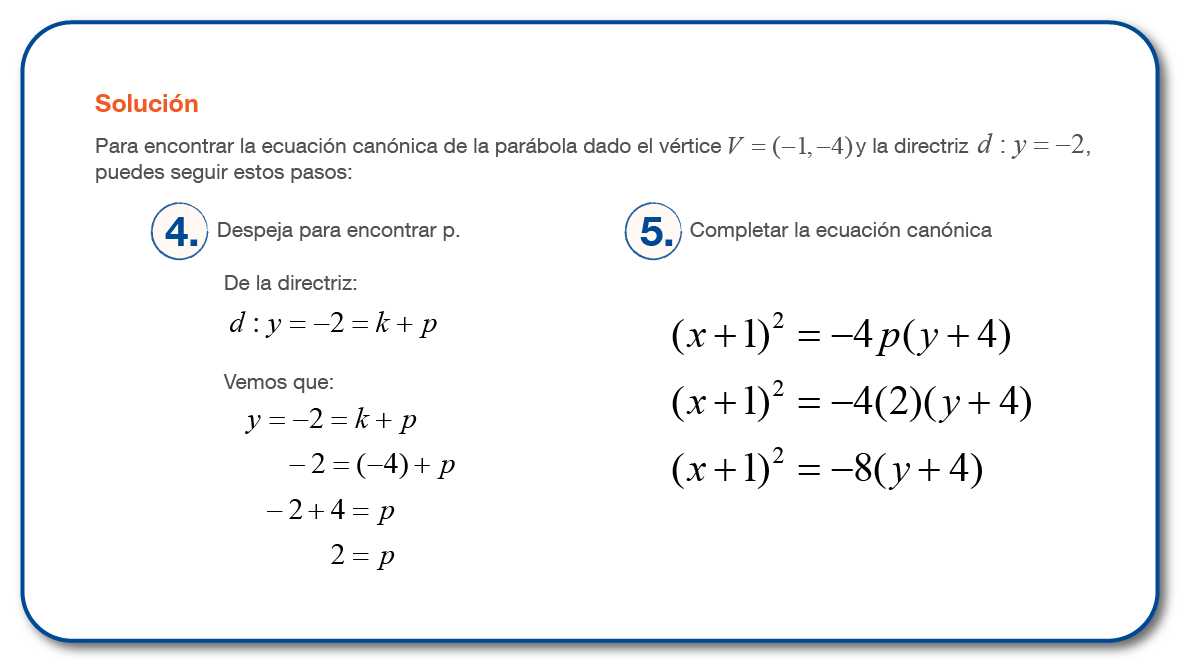 Solución
Para encontrar la ecuación canónica de la parábola dado el vértice V = (−1, −4) y la directriz d : y = −2,
puedes seguir estos pasos:
4. Despeja para encontrar p.
De la directriz:
d : y = −2 = k + p
Vemos que:
y = −2 = k + p
−2 = (−4) + p
−2 + 4 = p
2 = p
5. Completar la ecuación canónica
(x + 1)² = −4p(y + 4)
(x + 1)² = −4(2)(y + 4)
(x + 1)² = −8(y + 4)